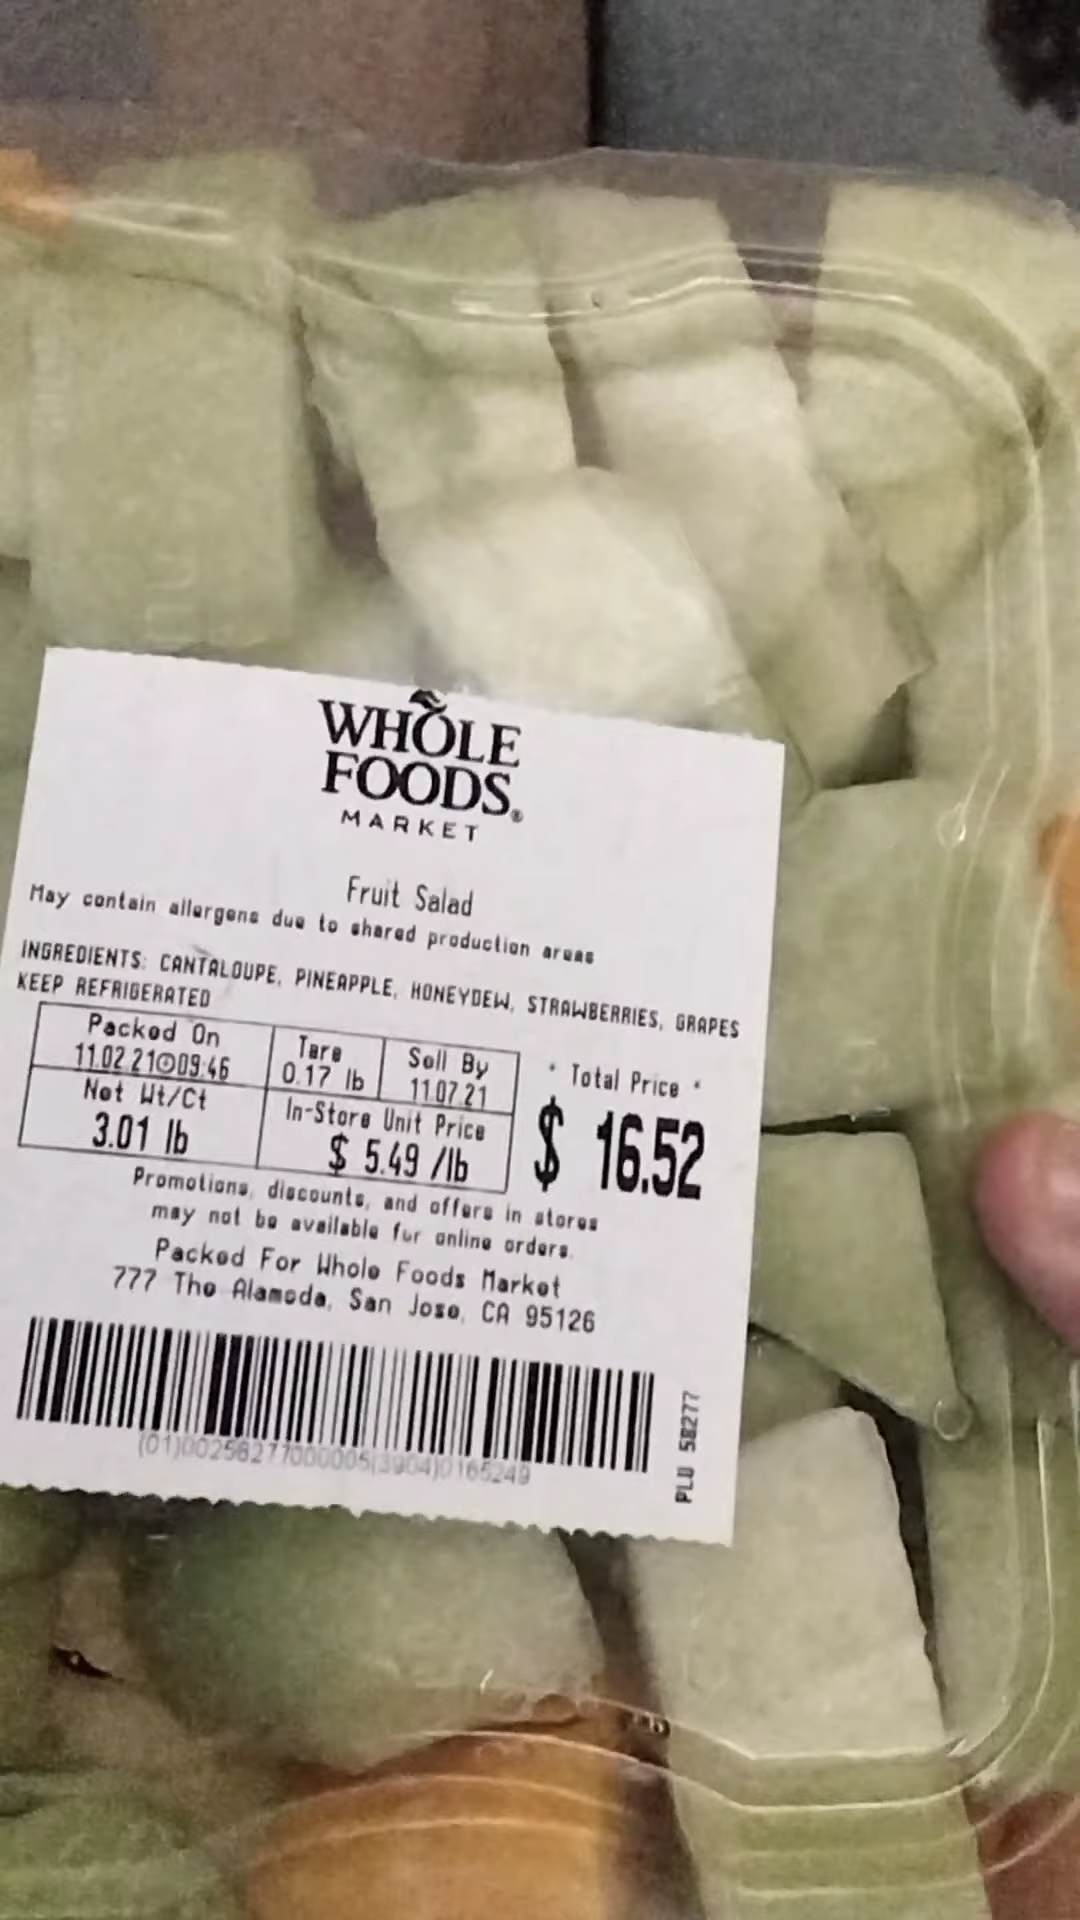 WHOLE
FOODS®
MARKET
Fruit Salad
May contain allergens due to shared production areas
INGREDIENTS: CANTALOUPE, PINEAPPLE, HONEYDEW, STRAWBERRIES, GRAPES
KEEP REFRIGERATED
Packed On
11.02.21 09:46
Tare
0.17 lb
Sell By
11.07.21
* Total Price *
$ 16.52
Net Wt/Ct
3.01 lb
In-Store Unit Price
$ 5.49 /lb
Promotions, discounts, and offers in stores
may not be available for online orders.
Packed For Whole Foods Market
777 The Alameda, San Jose, CA 95126
(01)00258277000005(3904)0165249
PLU 58277